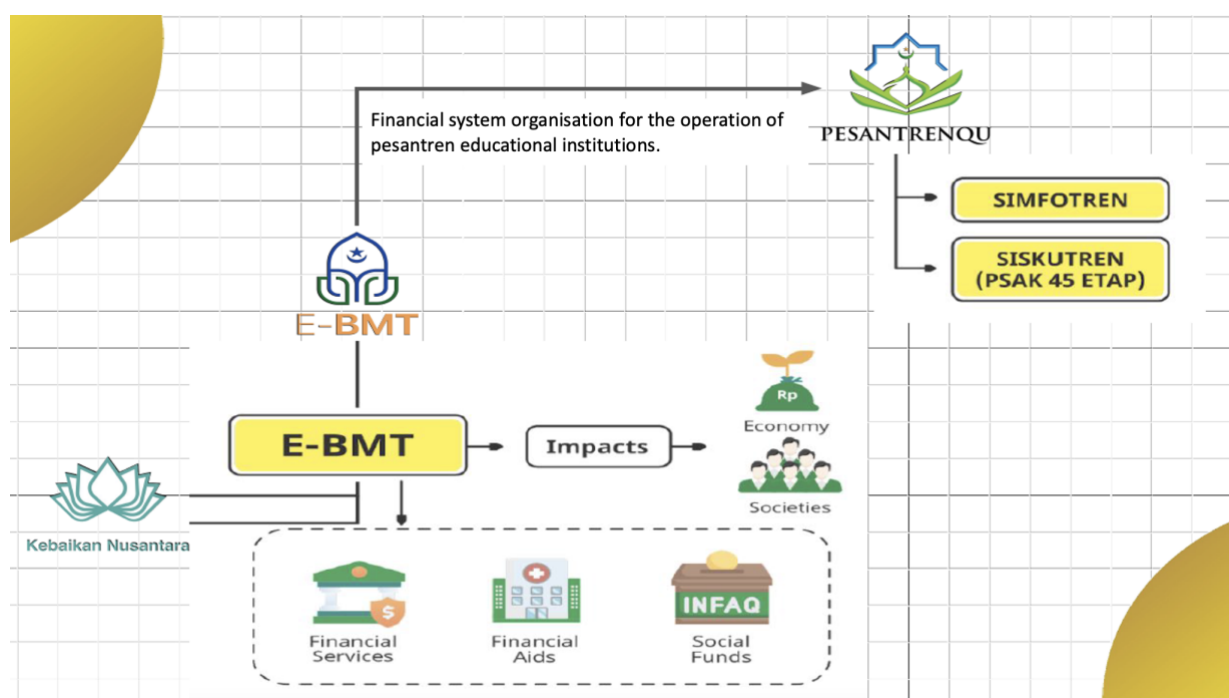 Financial system organisation for the operation of
pesantren educational institutions.
PESANTRENQU
SIMFOTREN
SISKUTREN
(PSAK 45 ETAP)
E-BMT
E-BMT
Impacts
Rp
Economy
Societies
Kebaikan Nusantara
$
INFAQ
Financial
Services
Financial
Aids
Social
Funds